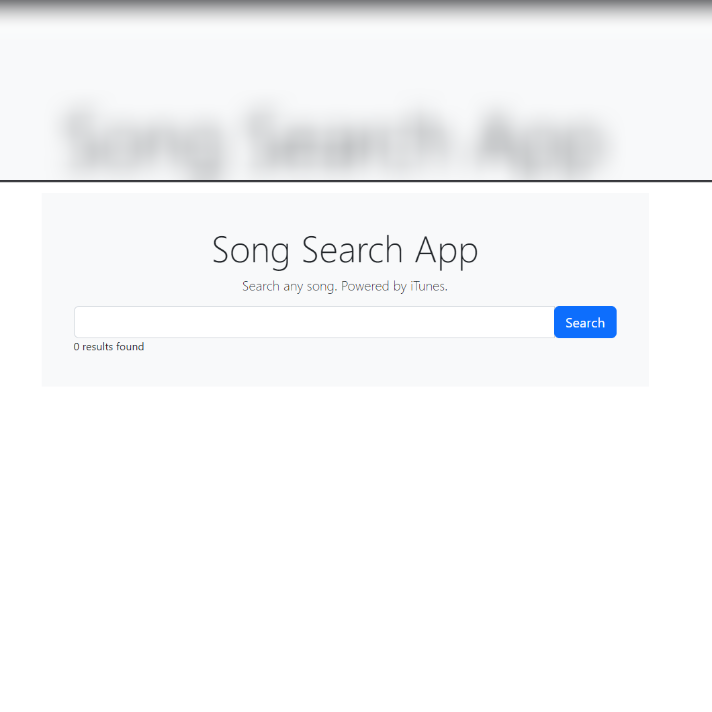 Song Search App
Song Search App
Search any song. Powered by iTunes.
Search
0 results found